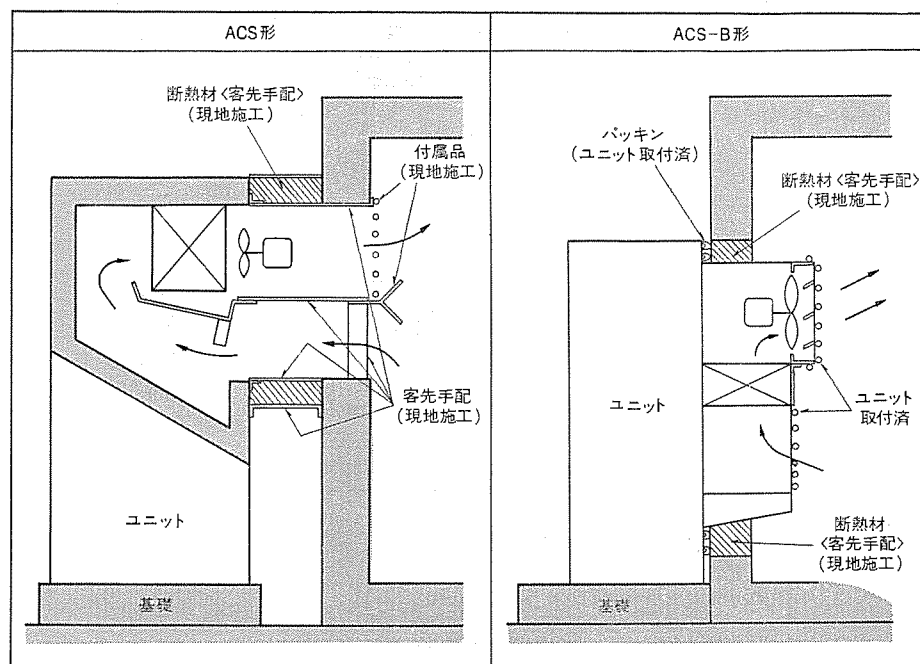 ACS形
ACS-B形
断熱材<客先手配>
(現地施工)
付属品
(現地施工)
客先手配
(現地施工)
ユニット
基礎
パッキン
(ユニット取付済)
断熱材<客先手配>
(現地施工)
ユニット
ユニット
取付済
断熱材
<客先手配>
(現地施工)
基礎